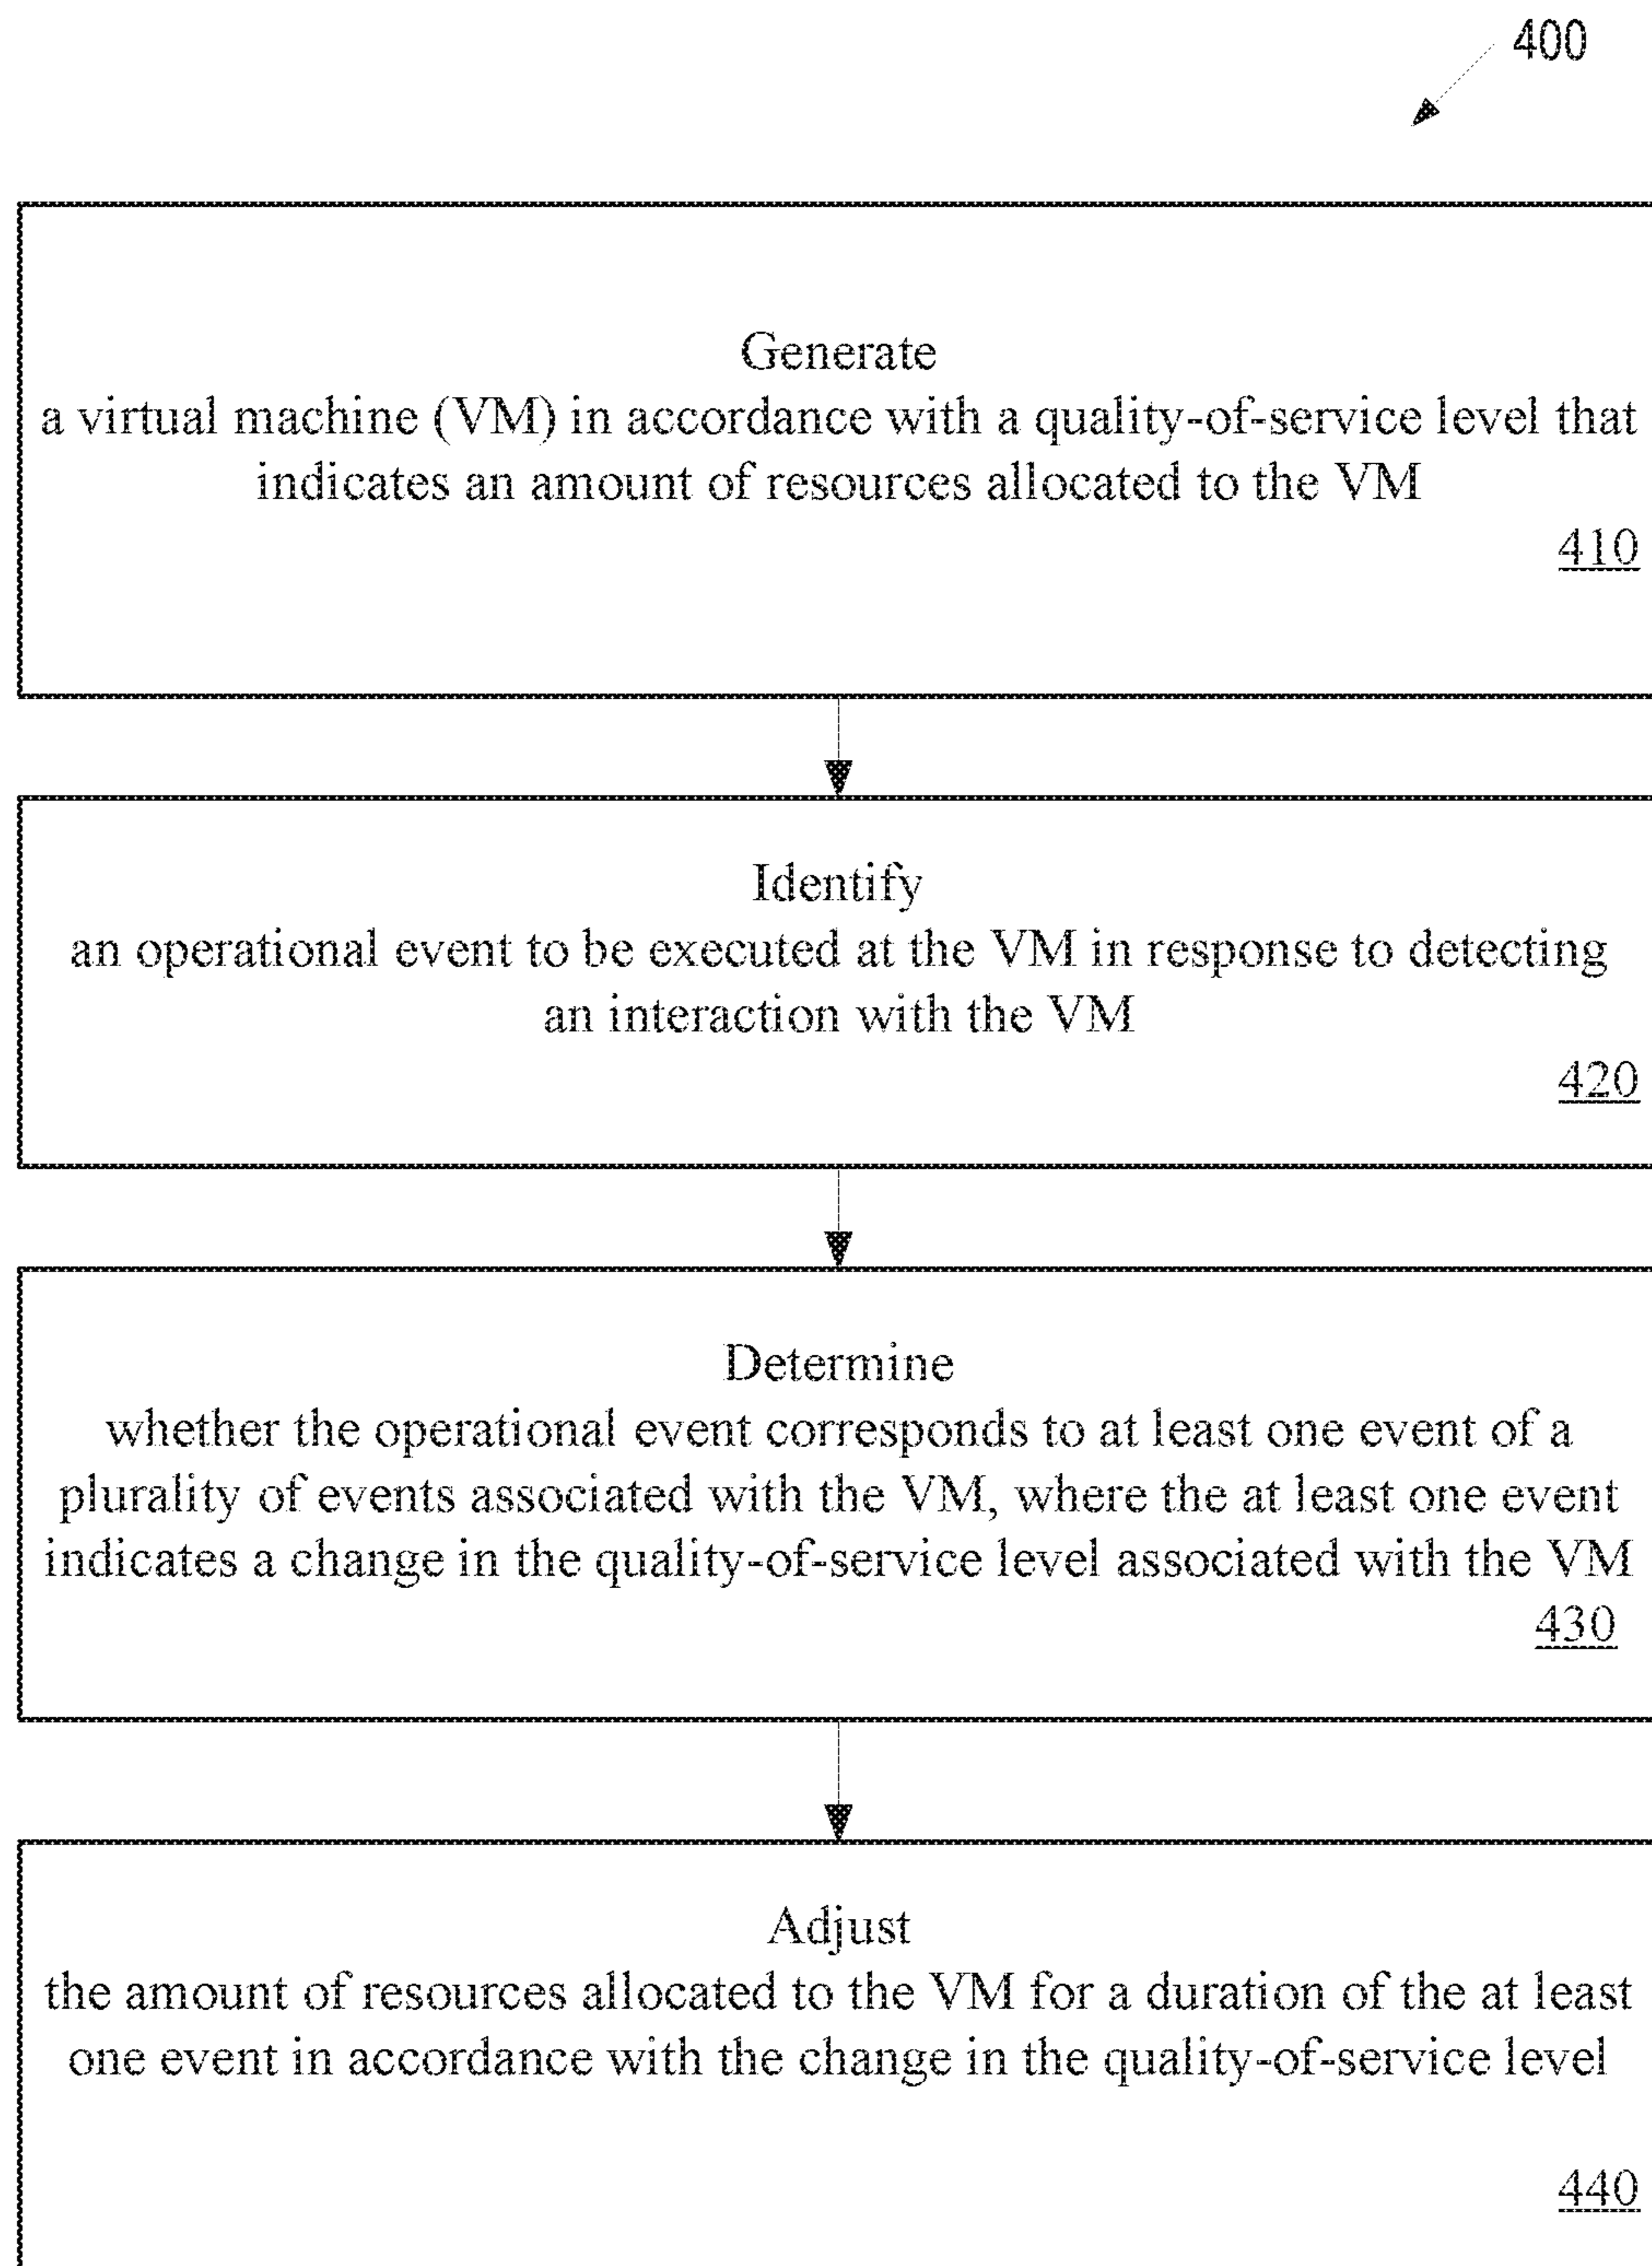 400
Generate
a virtual machine (VM) in accordance with a quality-of-service level that
indicates an amount of resources allocated to the VM
410
Identify
an operational event to be executed at the VM in response to detecting
an interaction with the VM
420
Determine
whether the operational event corresponds to at least one event of a
plurality of events associated with the VM, where the at least one event
indicates a change in the quality-of-service level associated with the VM
430
Adjust
the amount of resources allocated to the VM for a duration of the at least
one event in accordance with the change in the quality-of-service level
440